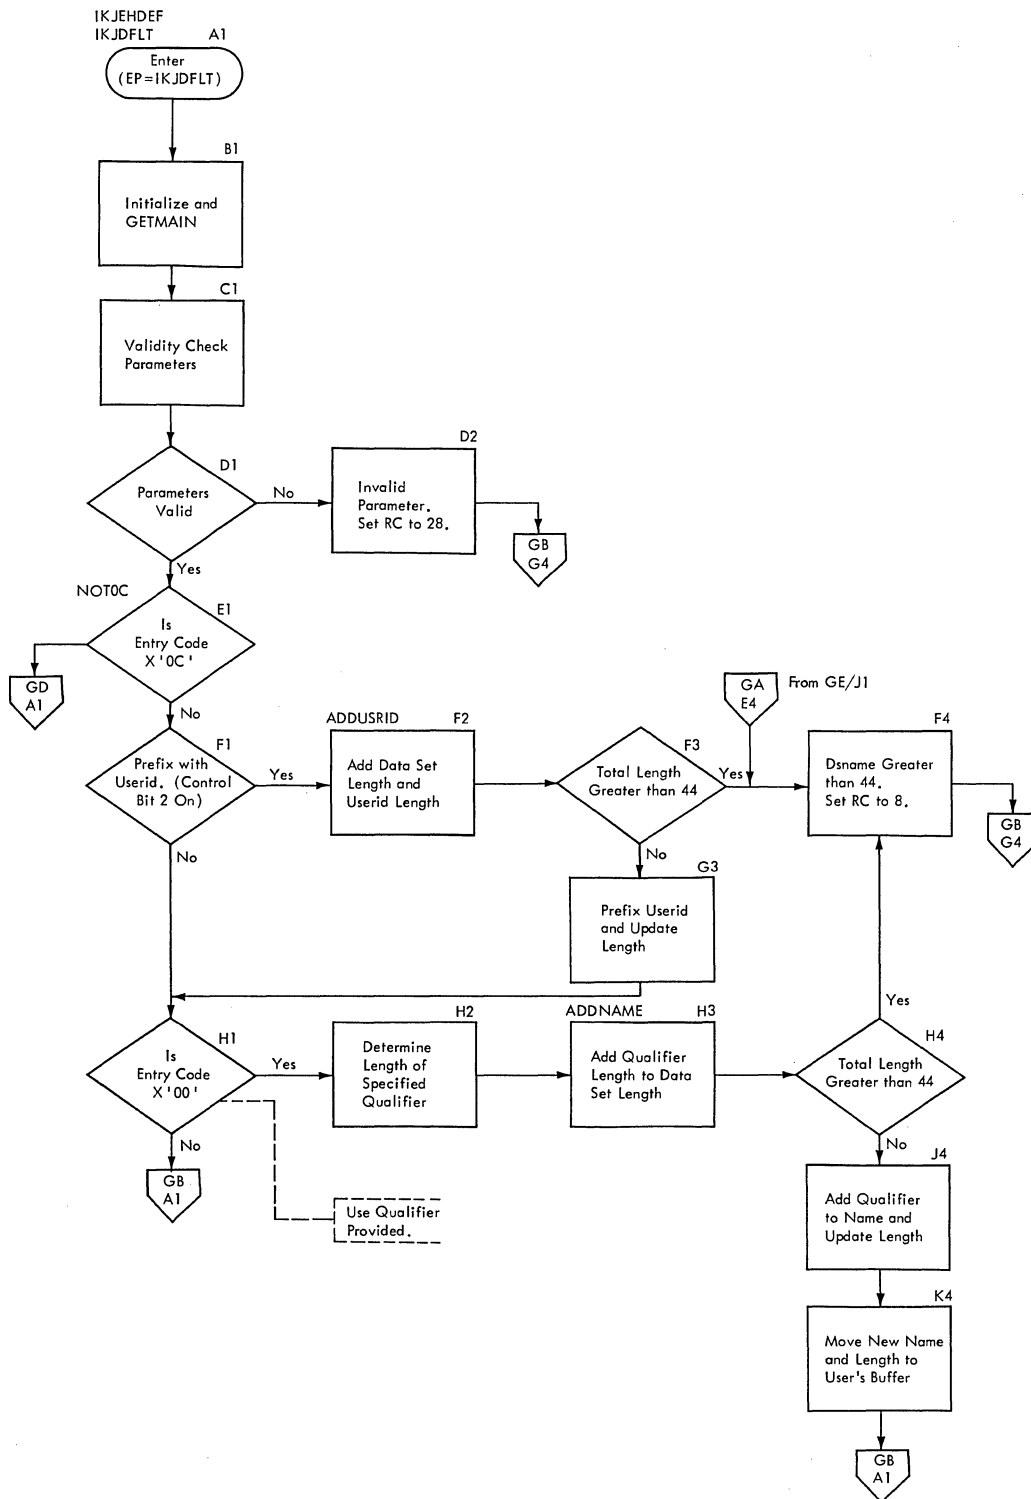 IKJEHDEF
IKJDFLT
A1
Enter
(EP=IKJDFLT)
B1
Initialize and
GETMAIN
C1
Validity Check
Parameters
D1
Parameters
Valid
No
D2
Invalid
Parameter.
Set RC to 28.
GB
G4
Yes
NOT0C
E1
Is
Entry Code
X'0C'
GD
A1
No
F1
Prefix with
Userid. (Control
Bit 2 On)
Yes
ADDUSRID
F2
Add Data Set
Length and
Userid Length
F3
Total Length
Greater than 44
Yes
GA
E4
From GE/J1
F4
Dsname Greater
than 44.
Set RC to 8.
GB
G4
No
No
G3
Prefix Userid
and Update
Length
H1
Is
Entry Code
X'00'
Yes
H2
Determine
Length of
Specified
Qualifier
ADDNAME
H3
Add Qualifier
Length to Data
Set Length
Yes
H4
Total Length
Greater than 44
No
GB
A1
Use Qualifier
Provided.
No
J4
Add Qualifier
to Name and
Update Length
K4
Move New Name
and Length to
User's Buffer
GB
A1